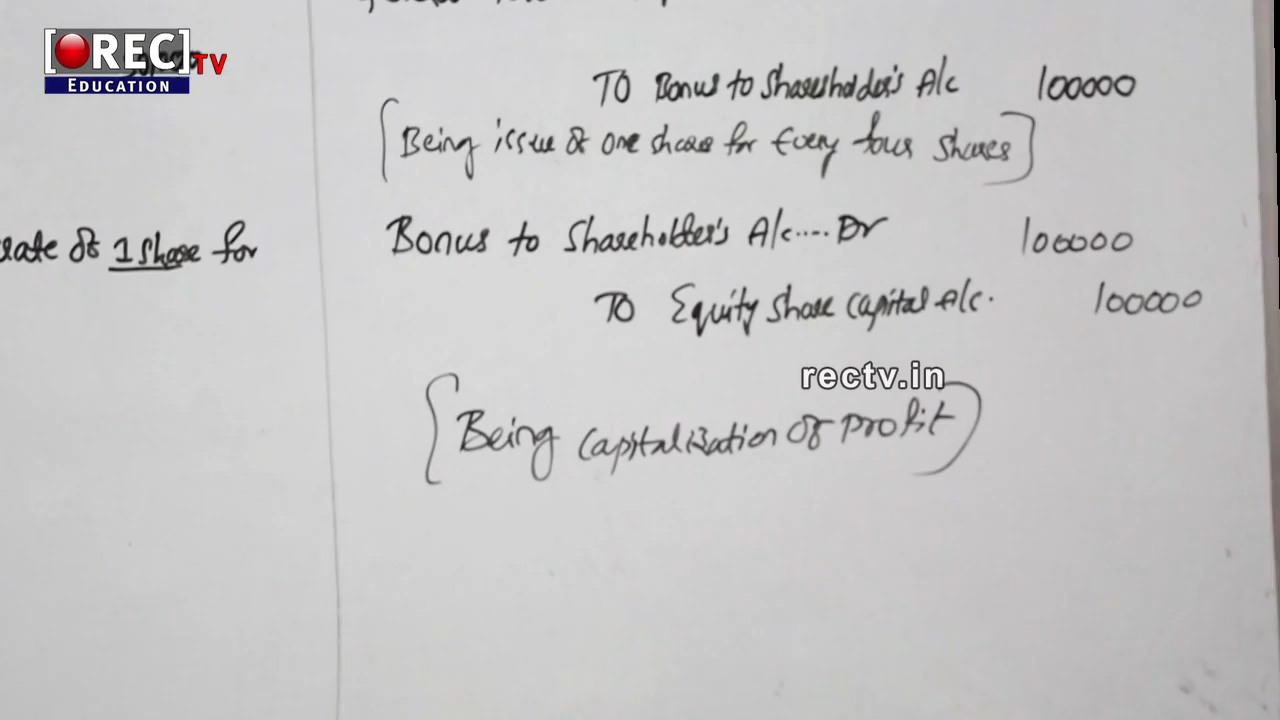 [REC] TV
EDUCATION
TO Bonus to Shareholder's A/c 100000
[Being issue of one share for Every four shares]
rate of 1 share for
Bonus to Shareholder's A/c.....Dr 100000
TO Equity share capital A/c. 100000
rectv.in
(Being capitalization of profit)